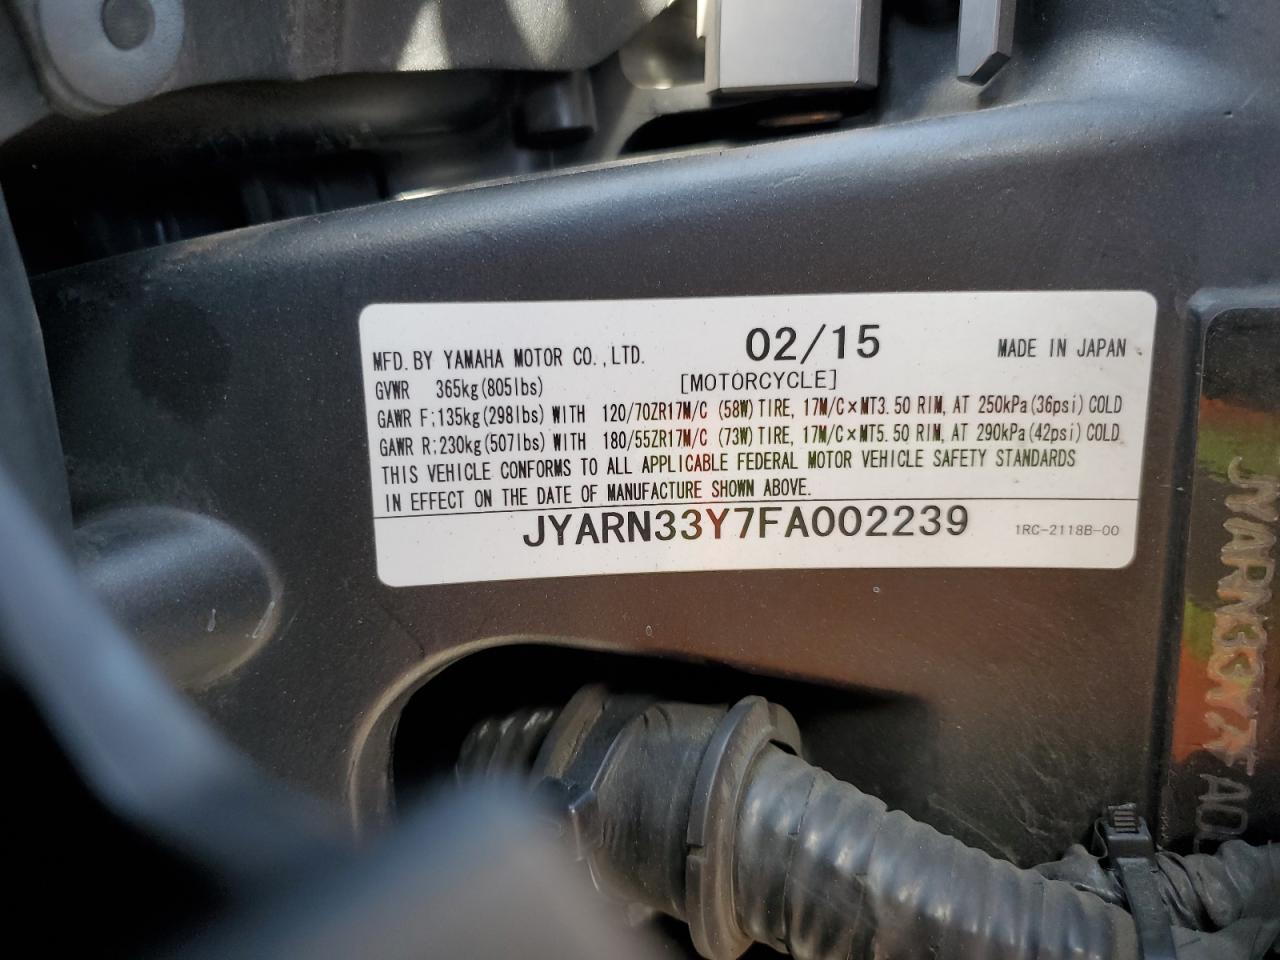 MFD. BY YAMAHA MOTOR CO., LTD. 02/15 MADE IN JAPAN
GVWR 365kg(805lbs) [MOTORCYCLE]
GAWR F:135kg(298lbs) WITH 120/70ZR17M/C (58W) TIRE, 17M/C×MT3.50 RIM, AT 250kPa(36psi) COLD
GAWR R:230kg(507lbs) WITH 180/55ZR17M/C (73W) TIRE, 17M/C×MT5.50 RIM, AT 290kPa(42psi) COLD
THIS VEHICLE CONFORMS TO ALL APPLICABLE FEDERAL MOTOR VEHICLE SAFETY STANDARDS
IN EFFECT ON THE DATE OF MANUFACTURE SHOWN ABOVE.
JYARN33Y7FA002239 1RC-2118B-00